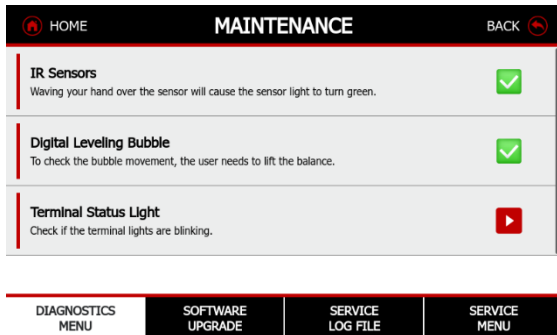 HOME MAINTENANCE BACK
IR Sensors
Waving your hand over the sensor will cause the sensor light to turn green.
Digital Leveling Bubble
To check the bubble movement, the user needs to lift the balance.
Terminal Status Light
Check if the terminal lights are blinking.
DIAGNOSTICS MENU
SOFTWARE UPGRADE
SERVICE LOG FILE
SERVICE MENU